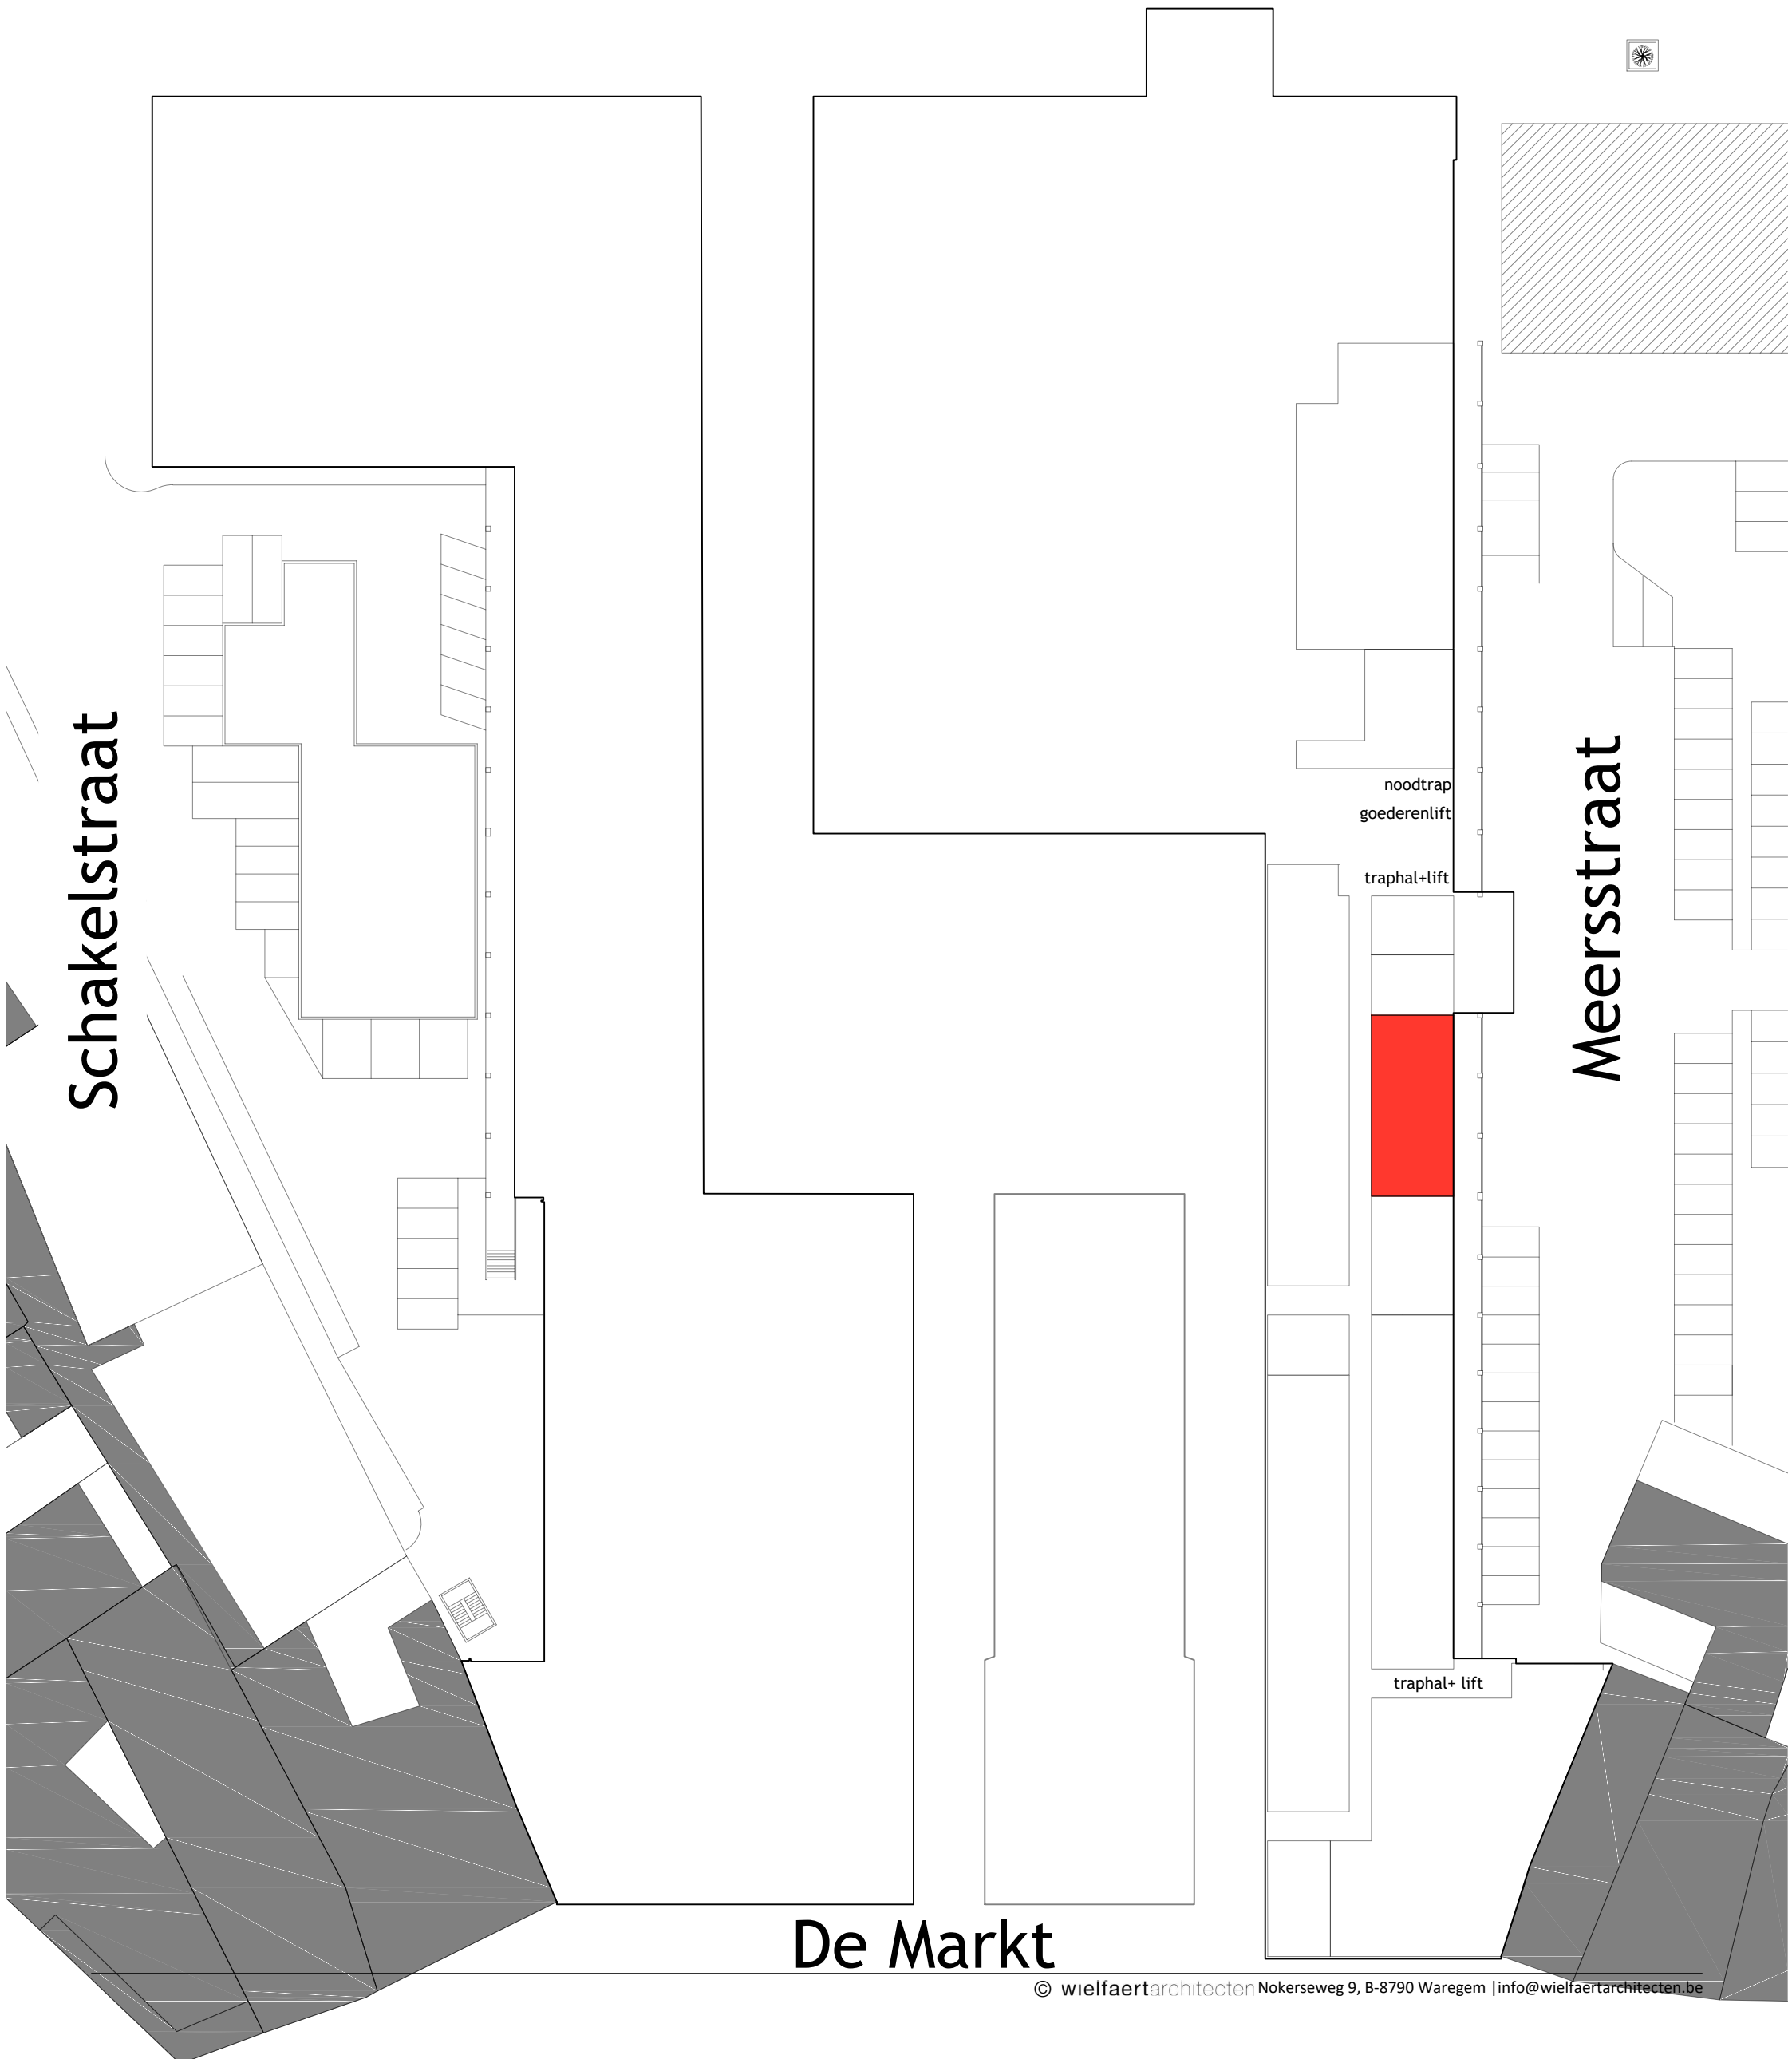 noodtrap
goederenlift
traphal+lift
Schakelstraat
Meersstraat
traphal+ lift
De Markt
© wielfaertarchitecten Nokerseweg 9, B-8790 Waregem |info@wielfaertarchitecten.be